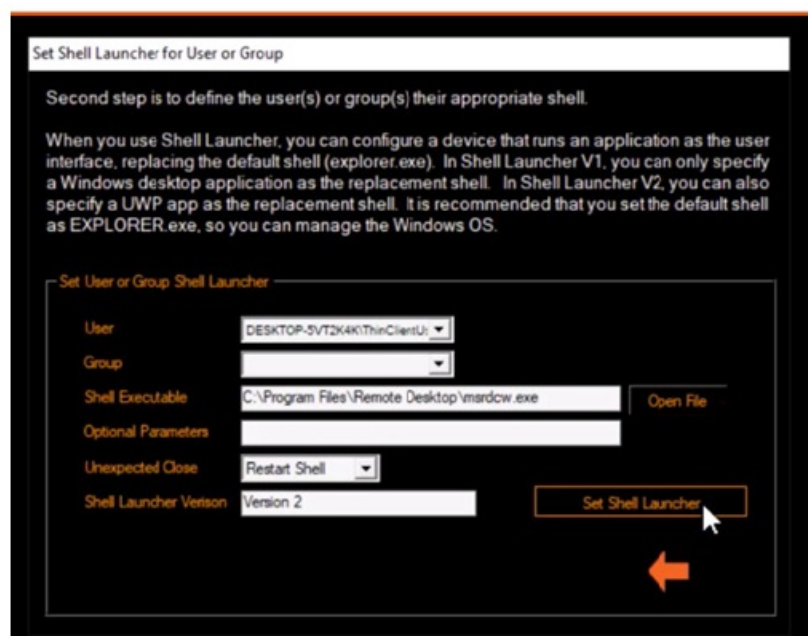 Set Shell Launcher for User or Group
Second step is to define the user(s) or group(s) their appropriate shell.
When you use Shell Launcher, you can configure a device that runs an application as the user
interface, replacing the default shell (explorer.exe). In Shell Launcher V1, you can only specify
a Windows desktop application as the replacement shell. In Shell Launcher V2, you can also
specify a UWP app as the replacement shell. It is recommended that you set the default shell
as EXPLORER.exe, so you can manage the Windows OS.
Set User or Group Shell Launcher
User DESKTOP-5VT2K4K\ThinClientU
Group
Shell Executable C:\Program Files\Remote Desktop\msrdcw.exe Open File
Optional Parameters
Unexpected Close Restart Shell
Shell Launcher Verison Version 2 Set Shell Launcher